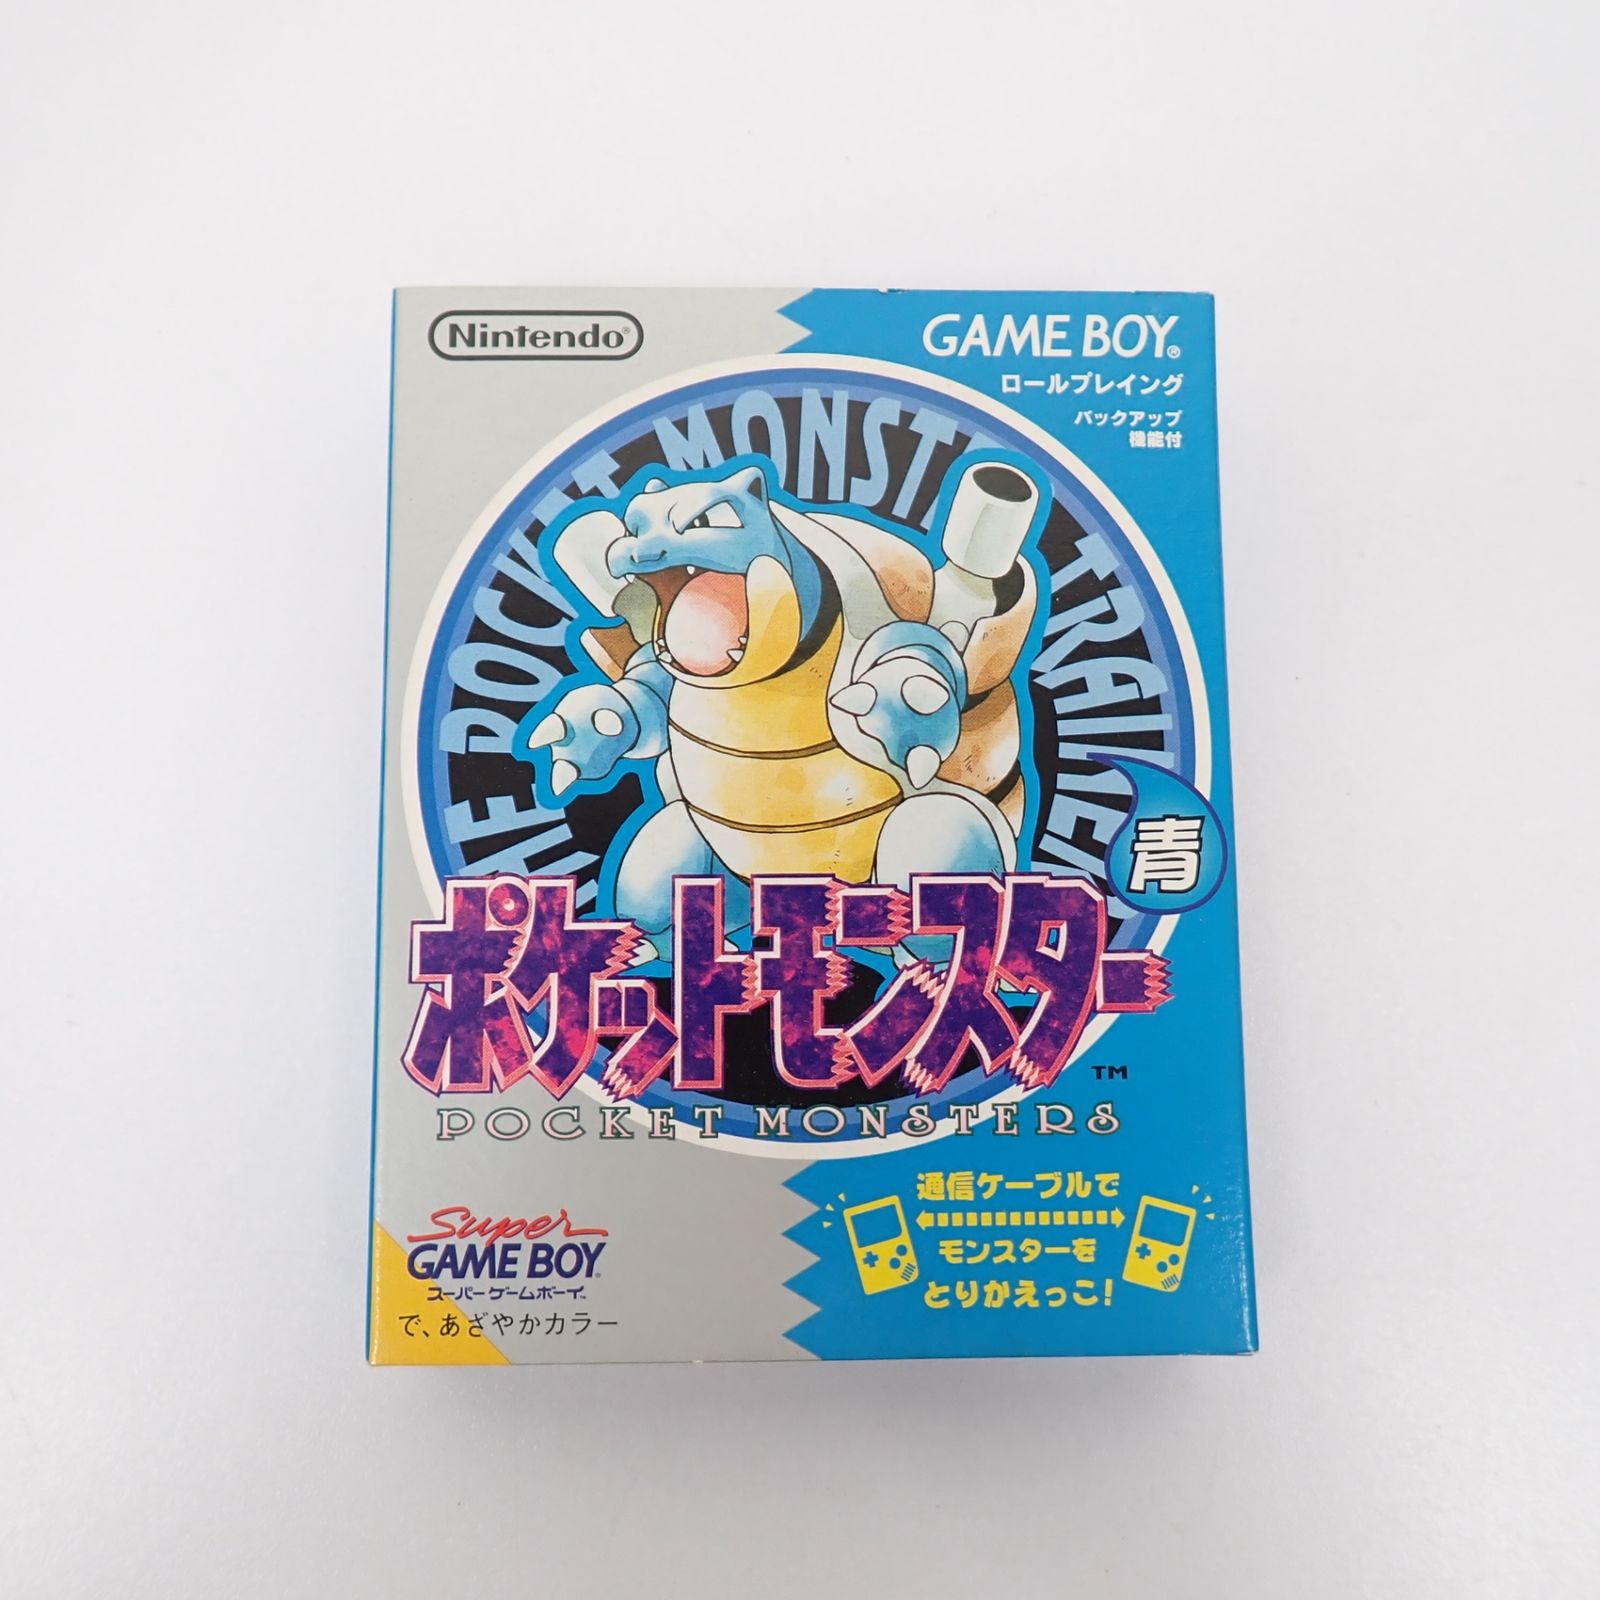 Nintendo®
GAME BOY®
ロールプレイング
バックアップ
機能付
THE POCKET MONSTER TRAINER
青
ポケットモンスター
TM
POCKET MONSTERS
通信ケーブルで
モンスターを
とりかえっこ!
Super
GAME BOY®
スーパーゲームボーイ™
で、あざやかカラー